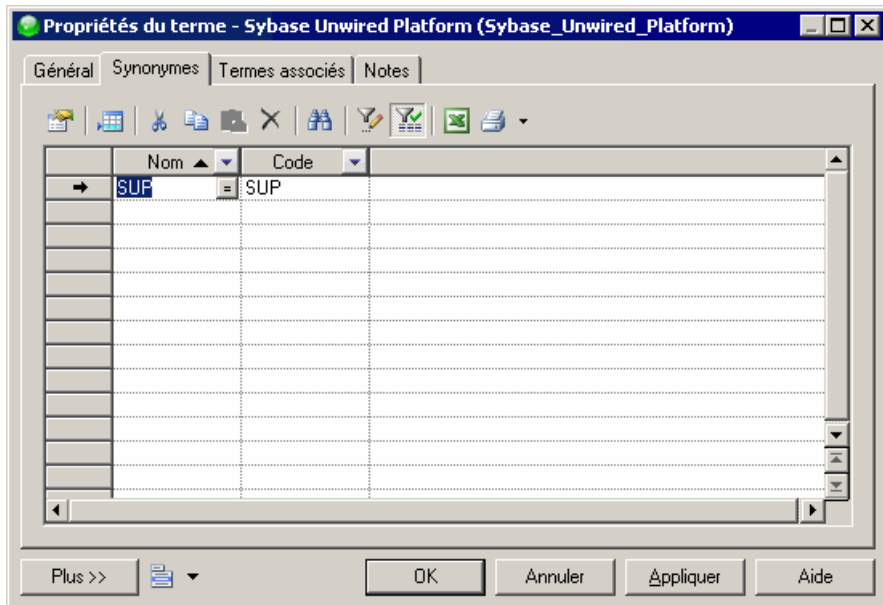 Propriétés du terme - Sybase Unwired Platform (Sybase_Unwired_Platform)
Général Synonymes Termes associés Notes
Nom Code
SUP = SUP
Plus >> OK Annuler Appliquer Aide